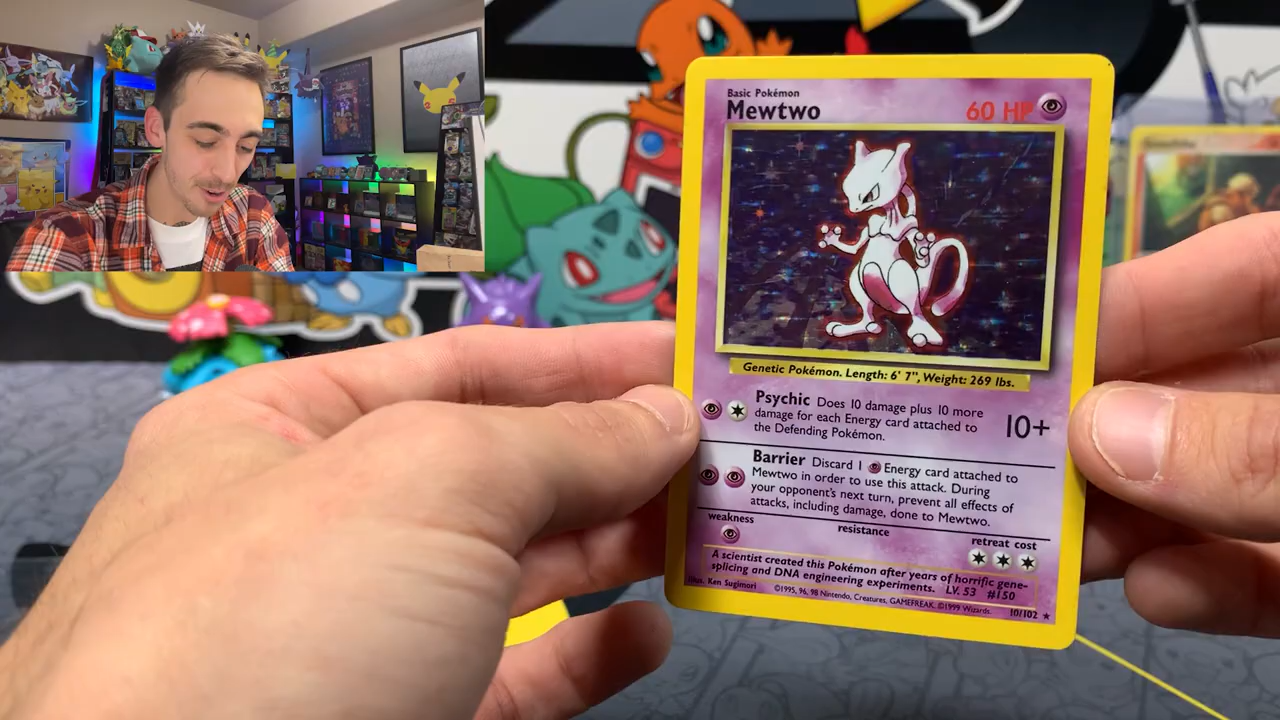 Basic Pokémon
Mewtwo
60 HP
Genetic Pokémon. Length: 6' 7", Weight: 269 lbs.
Psychic Does 10 damage plus 10 more
damage for each Energy card attached to
the Defending Pokémon.
10+
Barrier Discard 1 Energy card attached to
Mewtwo in order to use this attack. During
your opponent's next turn, prevent all effects of
attacks, including damage, done to Mewtwo.
weakness
resistance
retreat cost
A scientist created this Pokémon after years of horrific gene-
splicing and DNA engineering experiments. LV. 53 #150
Illus. Ken Sugimori
©1995, 96, 98 Nintendo, Creatures, GAMEFREAK. ©1999 Wizards.
10/102